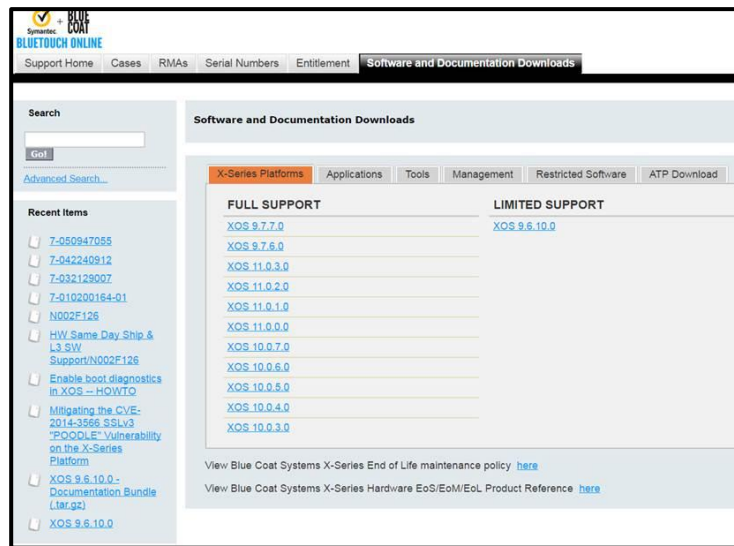 Symantec + BLUE COAT
BLUETOUCH ONLINE
Support Home Cases RMAs Serial Numbers Entitlement Software and Documentation Downloads
Search
Go!
Advanced Search...
Recent Items
7-050947055
7-042240912
7-032129007
7-010200164-01
N002F126
HW Same Day Ship &
L3 SW
Support/N002F126
Enable boot diagnostics
in XOS -- HOWTO
Mitigating the CVE-
2014-3566 SSLv3
"POODLE" Vulnerability
on the X-Series
Platform
XOS 9.6.10.0 -
Documentation Bundle
(.tar.gz)
XOS 9.6.10.0
Software and Documentation Downloads
X-Series Platforms Applications Tools Management Restricted Software ATP Download
FULL SUPPORT
XOS 9.7.7.0
XOS 9.7.6.0
XOS 11.0.3.0
XOS 11.0.2.0
XOS 11.0.1.0
XOS 11.0.0.0
XOS 10.0.7.0
XOS 10.0.6.0
XOS 10.0.5.0
XOS 10.0.4.0
XOS 10.0.3.0
LIMITED SUPPORT
XOS 9.6.10.0
View Blue Coat Systems X-Series End of Life maintenance policy here
View Blue Coat Systems X-Series Hardware EoS/EoM/EoL Product Reference here